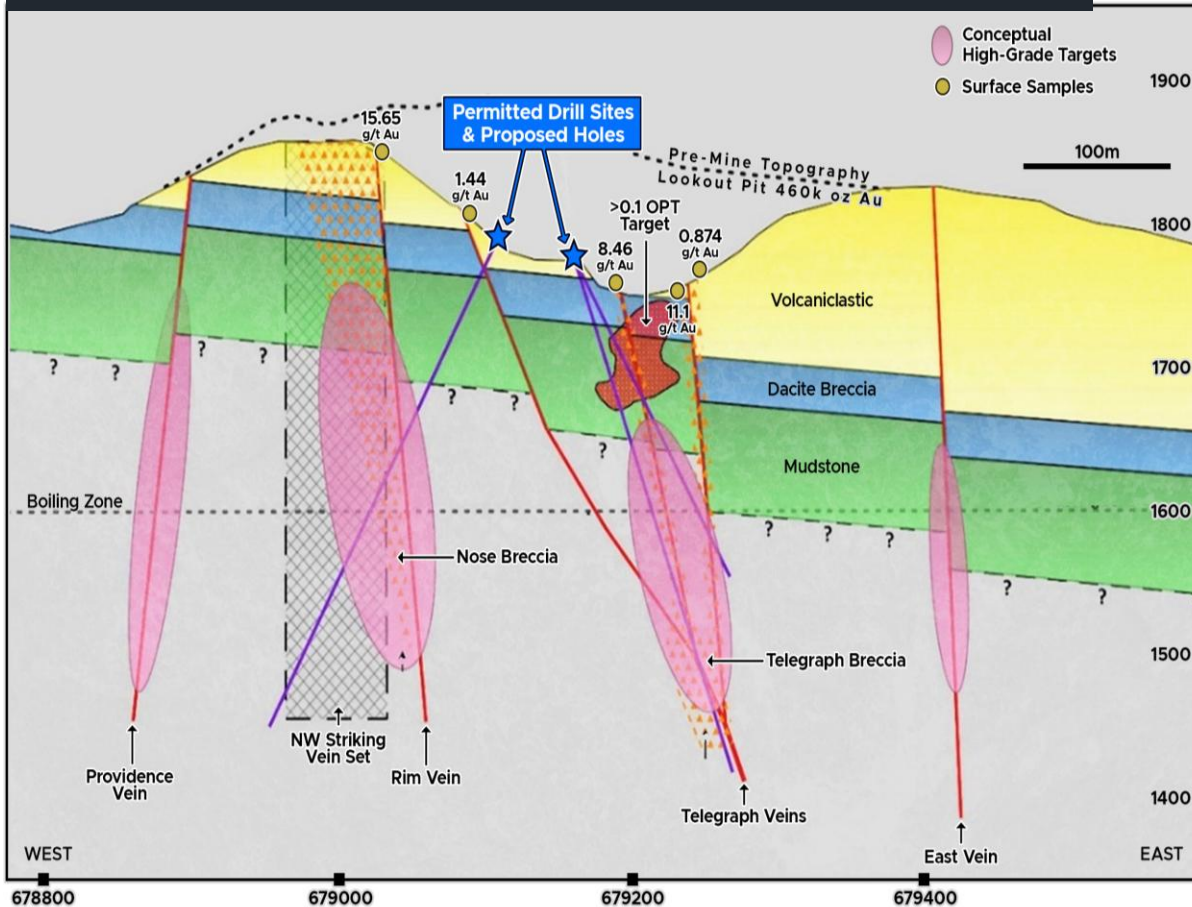 Conceptual
High-Grade Targets
Surface Samples
1900
100m
Permitted Drill Sites
& Proposed Holes
15.65
g/t Au
Pre-Mine Topography
Lookout Pit 460k oz Au
1.44
g/t Au
>0.1 OPT
Target
1800
8.46
g/t Au
0.874
g/t Au
11.1
g/t Au
Volcaniclastic
1700
Dacite Breccia
? ? ? ? ? ?
Mudstone
?
Boiling Zone
1600
? ? ?
Nose Breccia
? ?
1500
Telegraph Breccia
NW Striking
Vein Set
Providence
Vein
Rim Vein
1400
Telegraph Veins
East Vein
WEST
EAST
678800
679000
679200
679400